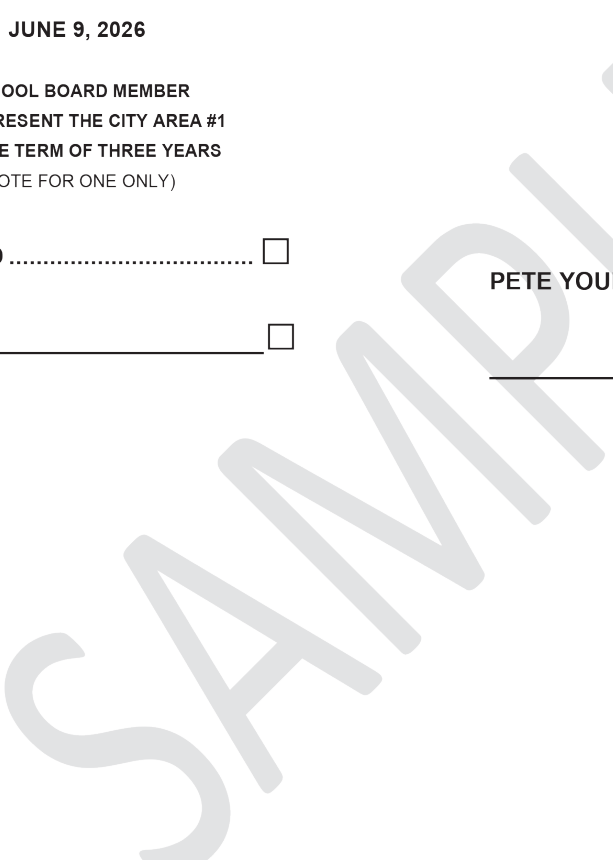 JUNE 9, 2026
OOL BOARD MEMBER
RESENT THE CITY AREA #1
E TERM OF THREE YEARS
OTE FOR ONE ONLY)
PETE YOU
SAMPL